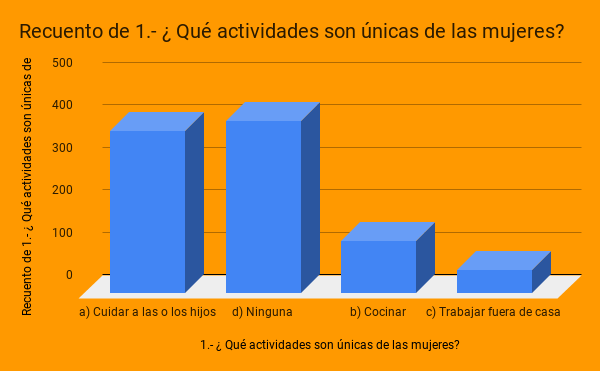 Recuento de 1.- ¿ Qué actividades son únicas de las mujeres?
Recuento de 1.- ¿ Qué actividades son únicas de
500
400
300
200
100
0
a) Cuidar a las o los hijos
d) Ninguna
b) Cocinar
c) Trabajar fuera de casa
1.- ¿ Qué actividades son únicas de las mujeres?